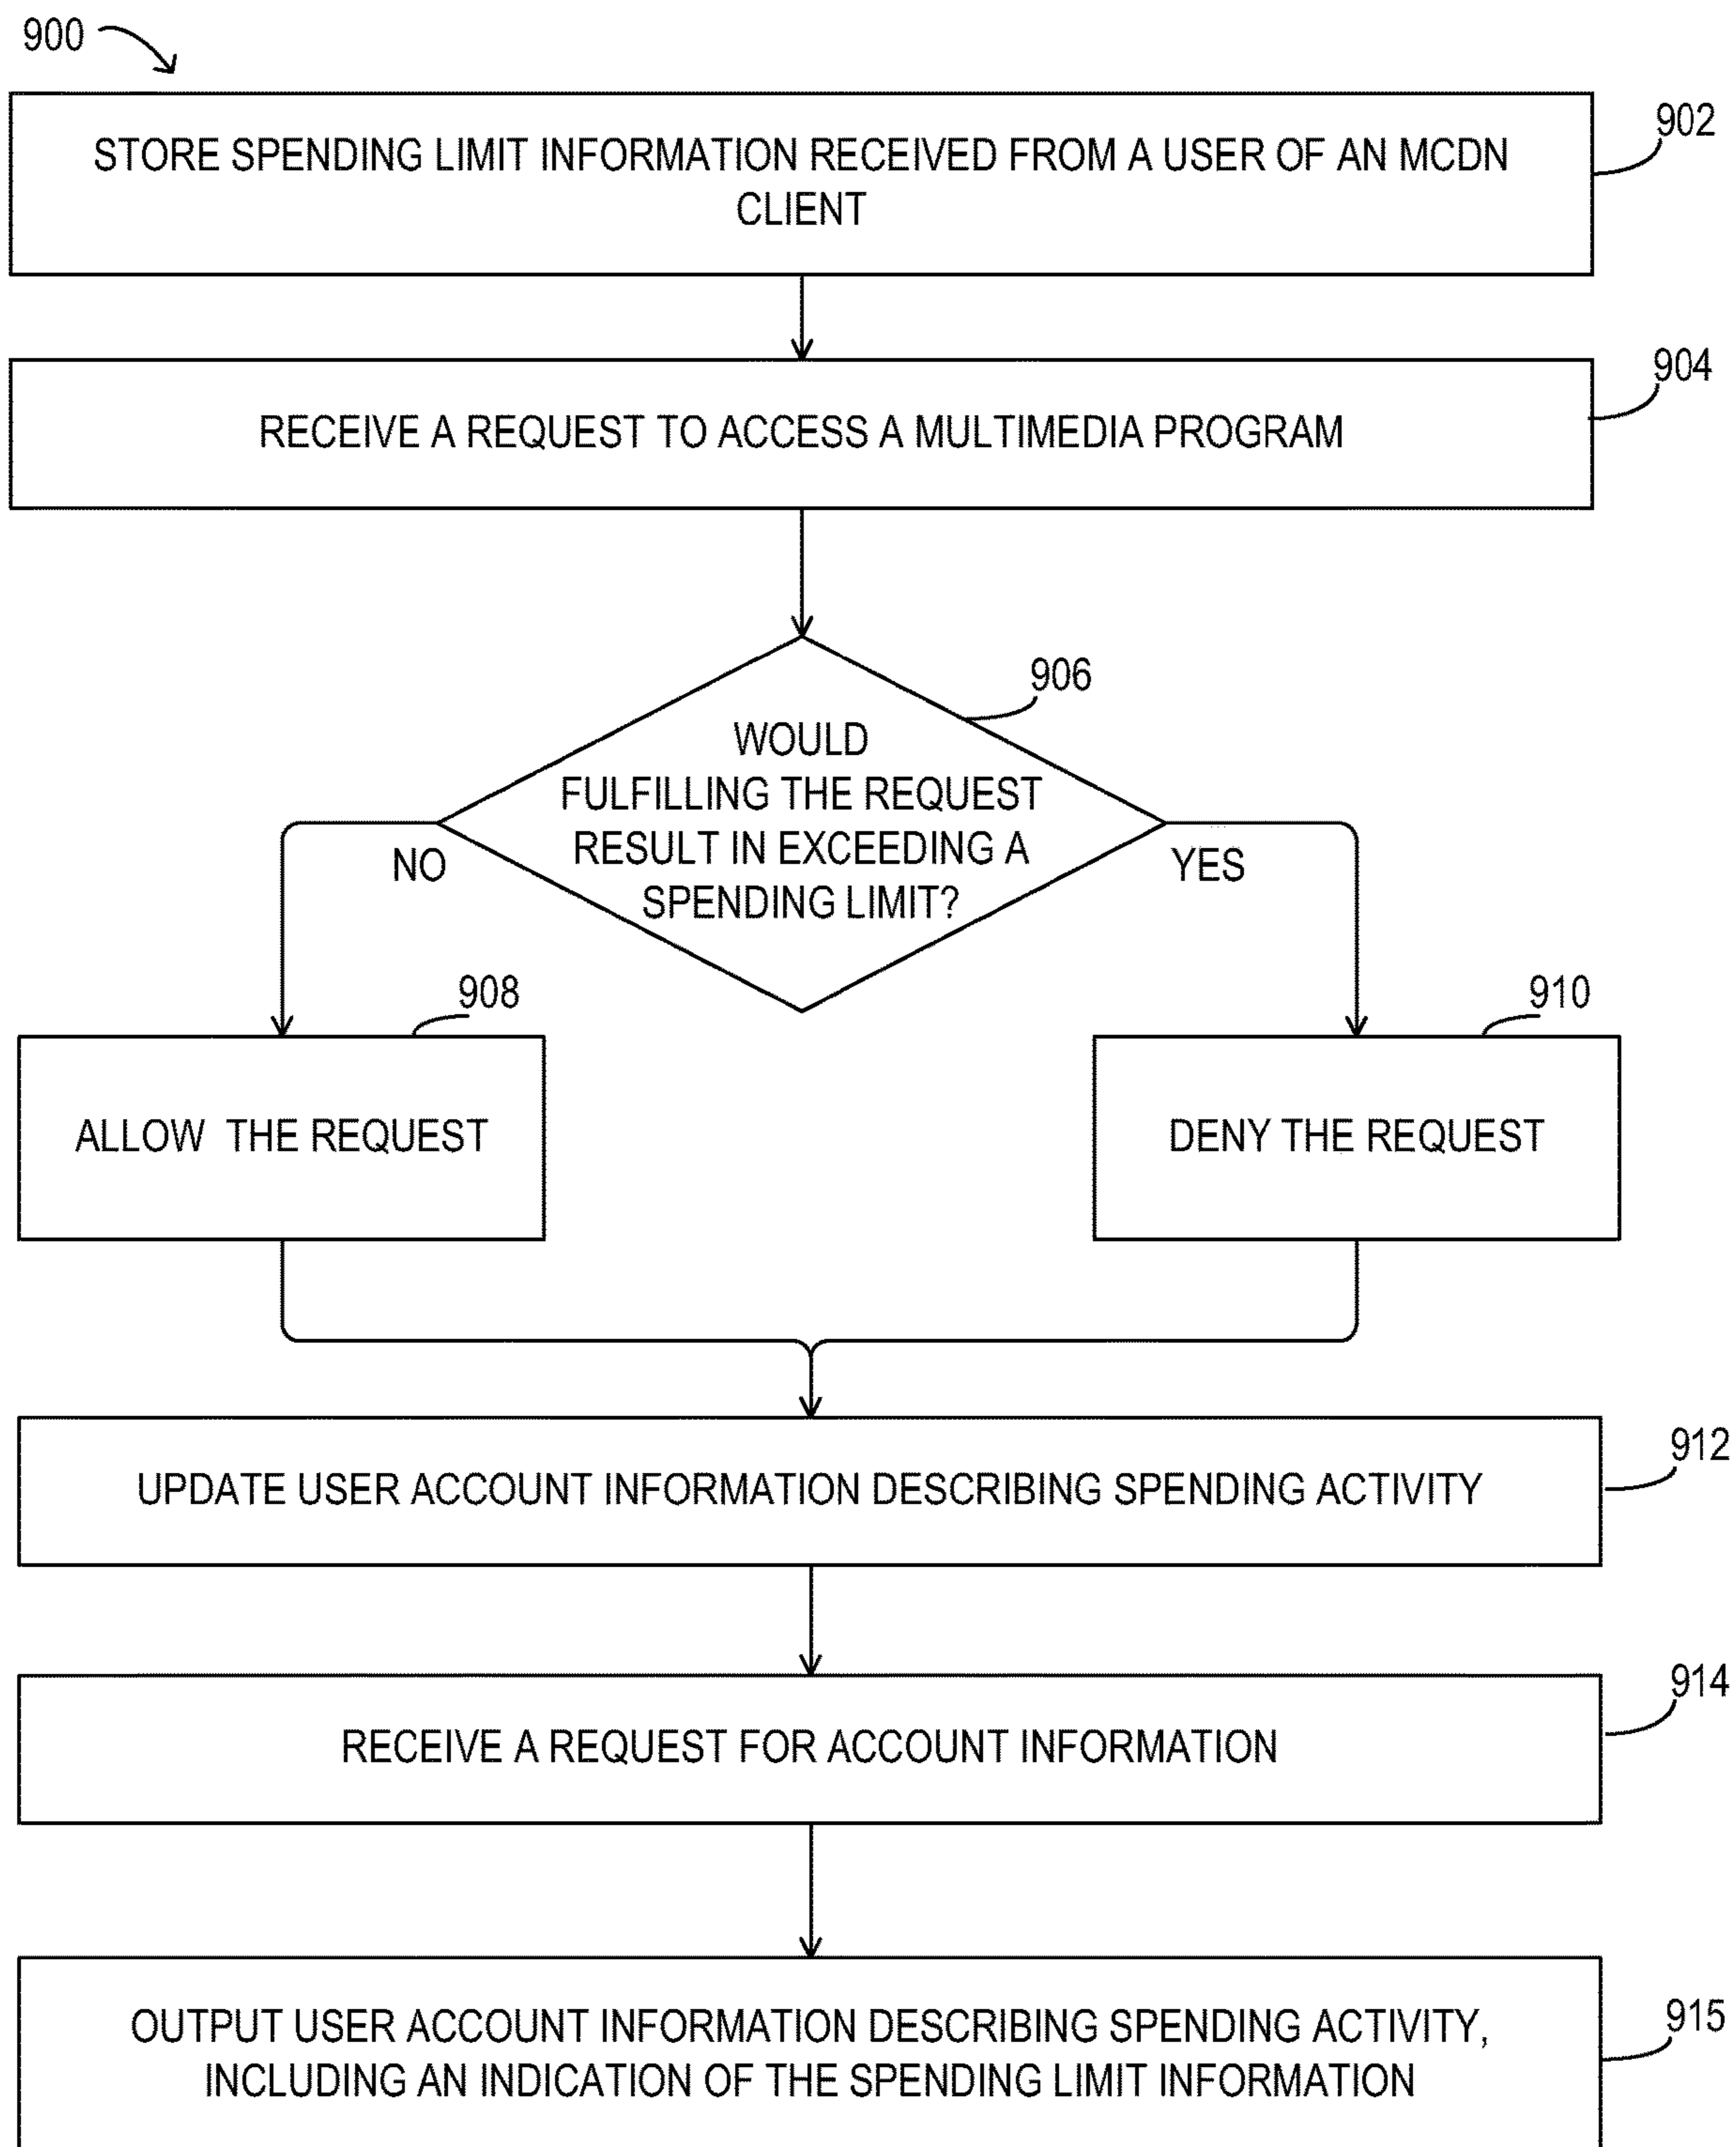 900
902
STORE SPENDING LIMIT INFORMATION RECEIVED FROM A USER OF AN MCDN
CLIENT
904
RECEIVE A REQUEST TO ACCESS A MULTIMEDIA PROGRAM
906
WOULD
FULFILLING THE REQUEST
RESULT IN EXCEEDING A
SPENDING LIMIT?
NO
YES
908
910
ALLOW THE REQUEST
DENY THE REQUEST
912
UPDATE USER ACCOUNT INFORMATION DESCRIBING SPENDING ACTIVITY
914
RECEIVE A REQUEST FOR ACCOUNT INFORMATION
915
OUTPUT USER ACCOUNT INFORMATION DESCRIBING SPENDING ACTIVITY,
INCLUDING AN INDICATION OF THE SPENDING LIMIT INFORMATION